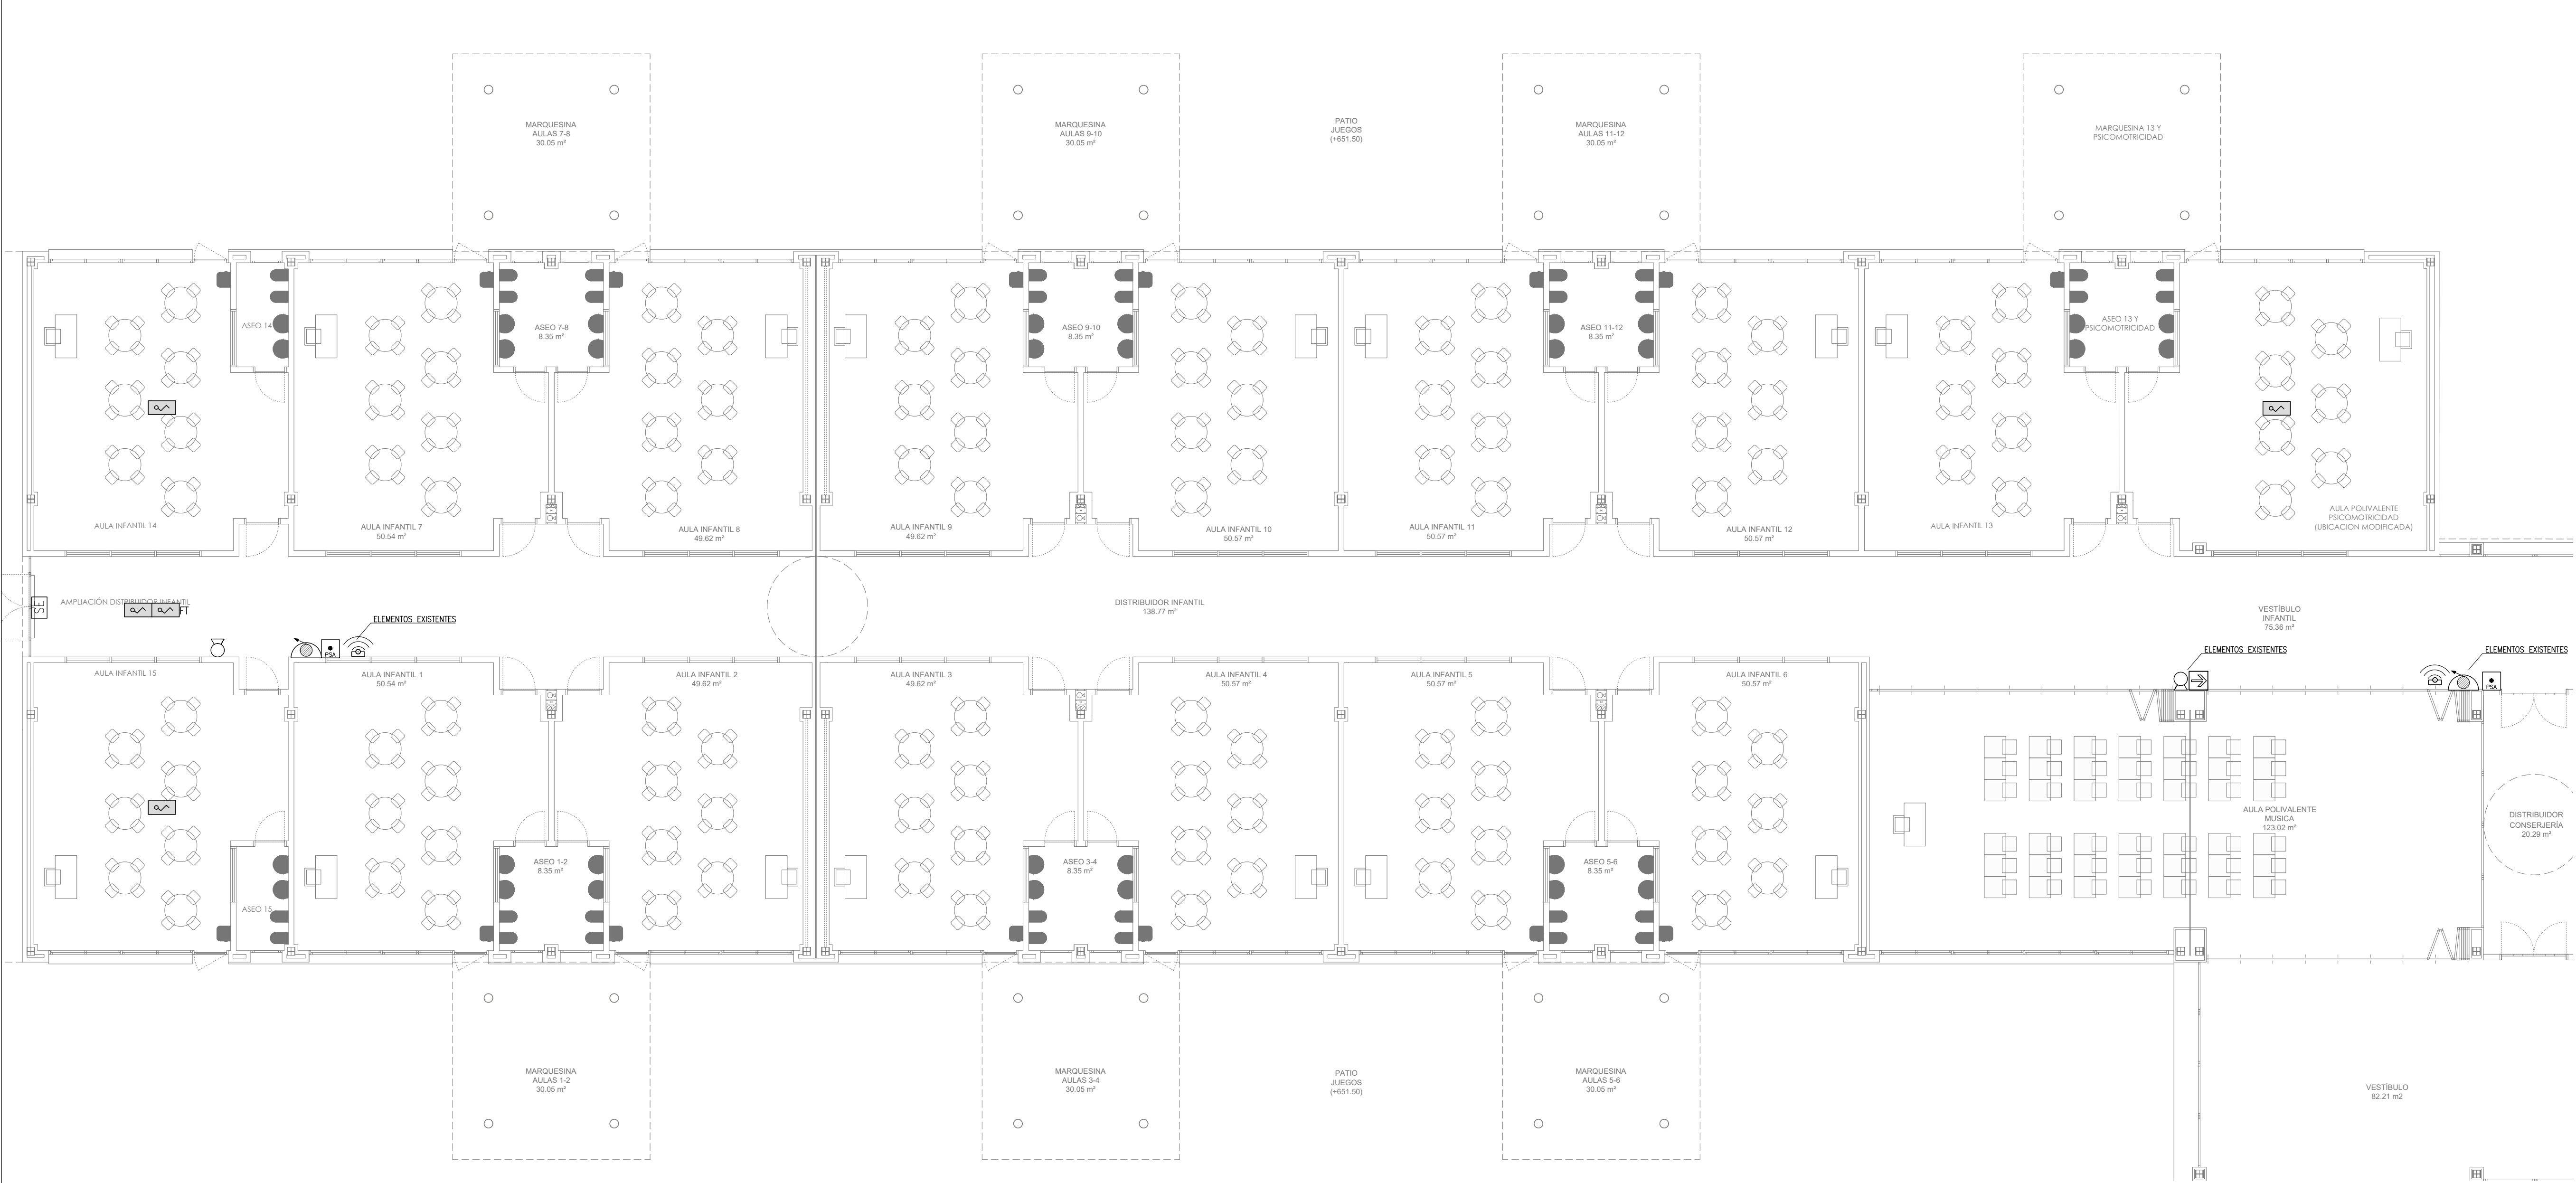 MARQUESINA
AULAS 7-8
30.05 m²
MARQUESINA
AULAS 9-10
30.05 m²
PATIO
JUEGOS
(+651.50)
MARQUESINA
AULAS 11-12
30.05 m²
MARQUESINA 13 Y
PSICOMOTRICIDAD
ASEO 14
ASEO 7-8
8.35 m²
ASEO 9-10
8.35 m²
ASEO 11-12
8.35 m²
ASEO 13 Y
PSICOMOTRICIDAD
AULA INFANTIL 14
AULA INFANTIL 7
50.54 m²
AULA INFANTIL 8
49.62 m²
AULA INFANTIL 9
49.62 m²
AULA INFANTIL 10
50.57 m²
AULA INFANTIL 11
50.57 m²
AULA INFANTIL 12
50.57 m²
AULA INFANTIL 13
AULA POLIVALENTE
PSICOMOTRICIDAD
(UBICACION MODIFICADA)
SE
AMPLIACIÓN DISTRIBUIDOR INFANTIL
FT
ELEMENTOS EXISTENTES
PSA
DISTRIBUIDOR INFANTIL
138.77 m²
VESTÍBULO
INFANTIL
75.36 m²
ELEMENTOS EXISTENTES
ELEMENTOS EXISTENTES
PSA
AULA INFANTIL 15
AULA INFANTIL 1
50.54 m²
AULA INFANTIL 2
49.62 m²
AULA INFANTIL 3
49.62 m²
AULA INFANTIL 4
50.57 m²
AULA INFANTIL 5
50.57 m²
AULA INFANTIL 6
50.57 m²
AULA POLIVALENTE
MUSICA
123.02 m²
DISTRIBUIDOR
CONSERJERÍA
20.29 m²
ASEO 15
ASEO 1-2
8.35 m²
ASEO 3-4
8.35 m²
ASEO 5-6
8.35 m²
MARQUESINA
AULAS 1-2
30.05 m²
MARQUESINA
AULAS 3-4
30.05 m²
PATIO
JUEGOS
(+651.50)
MARQUESINA
AULAS 5-6
30.05 m²
VESTÍBULO
82.21 m2